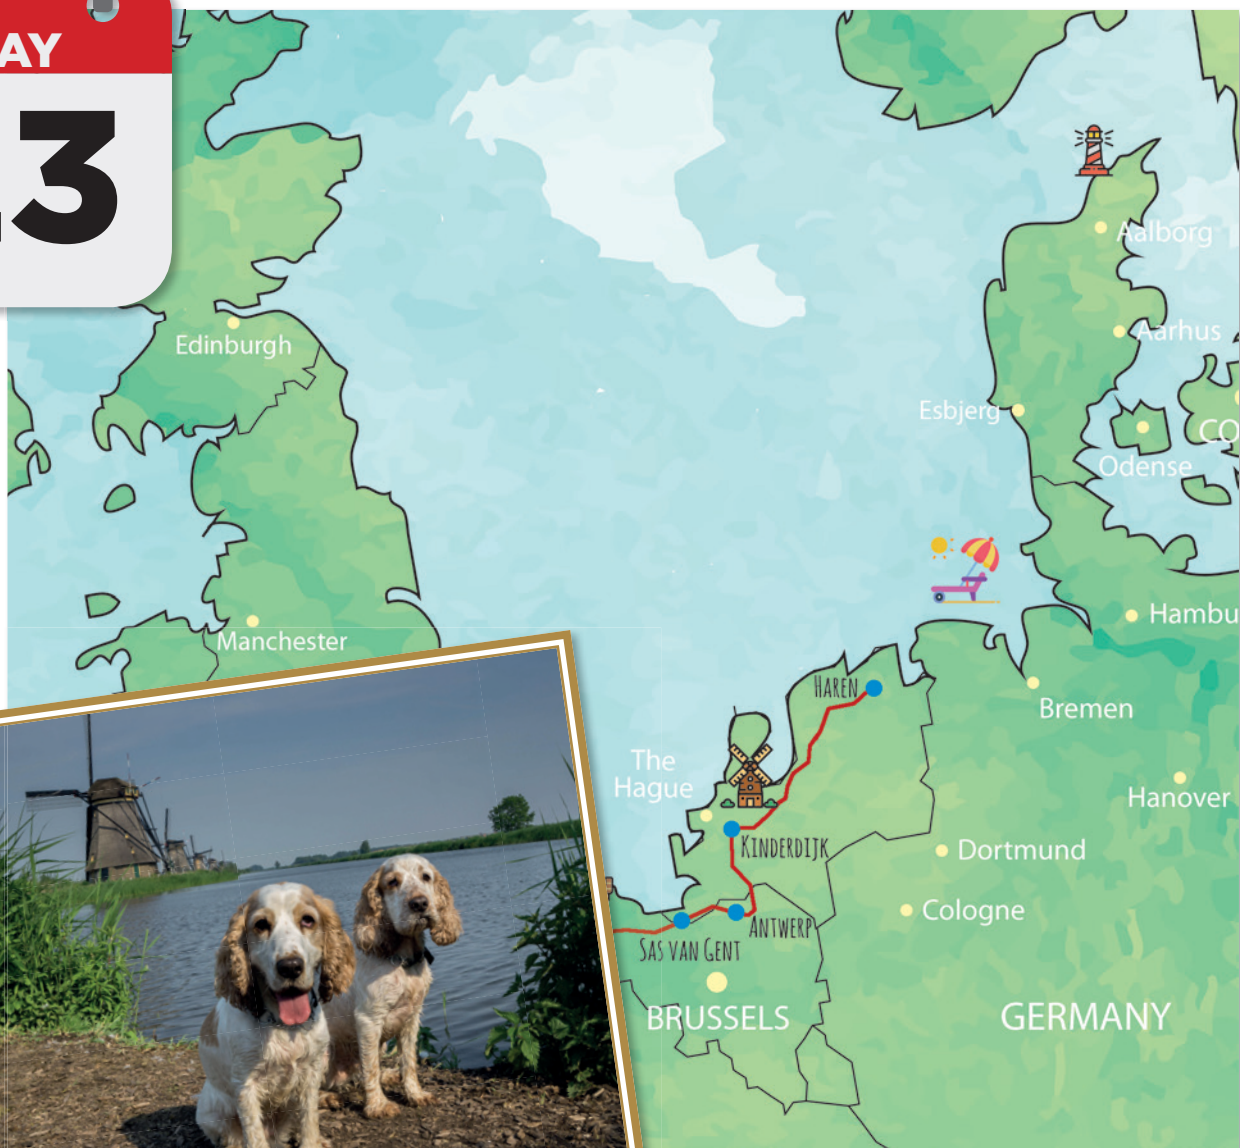 AY
3
Edinburgh
Manchester
Aalborg
Aarhus
Esbjerg
CO
Odense
Hambu
Bremen
Hanover
HAREN
The
Hague
KINDERDIJK
Dortmund
Cologne
ANTWERP
SAS VAN GENT
BRUSSELS
GERMANY